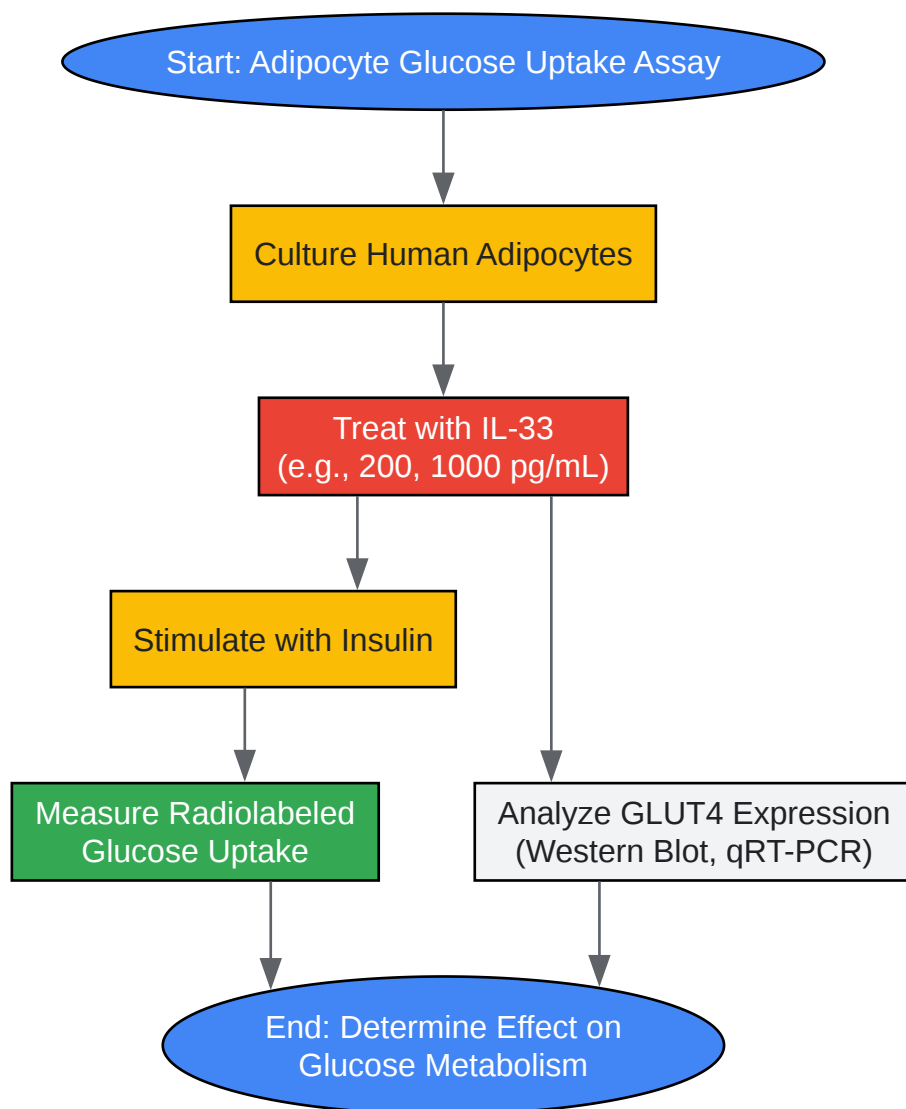 Start: Adipocyte Glucose Uptake Assay
Culture Human Adipocytes
Treat with IL-33
(e.g., 200, 1000 pg/mL)
Stimulate with Insulin
Measure Radiolabeled
Glucose Uptake
Analyze GLUT4 Expression
(Western Blot, qRT-PCR)
End: Determine Effect on
Glucose Metabolism